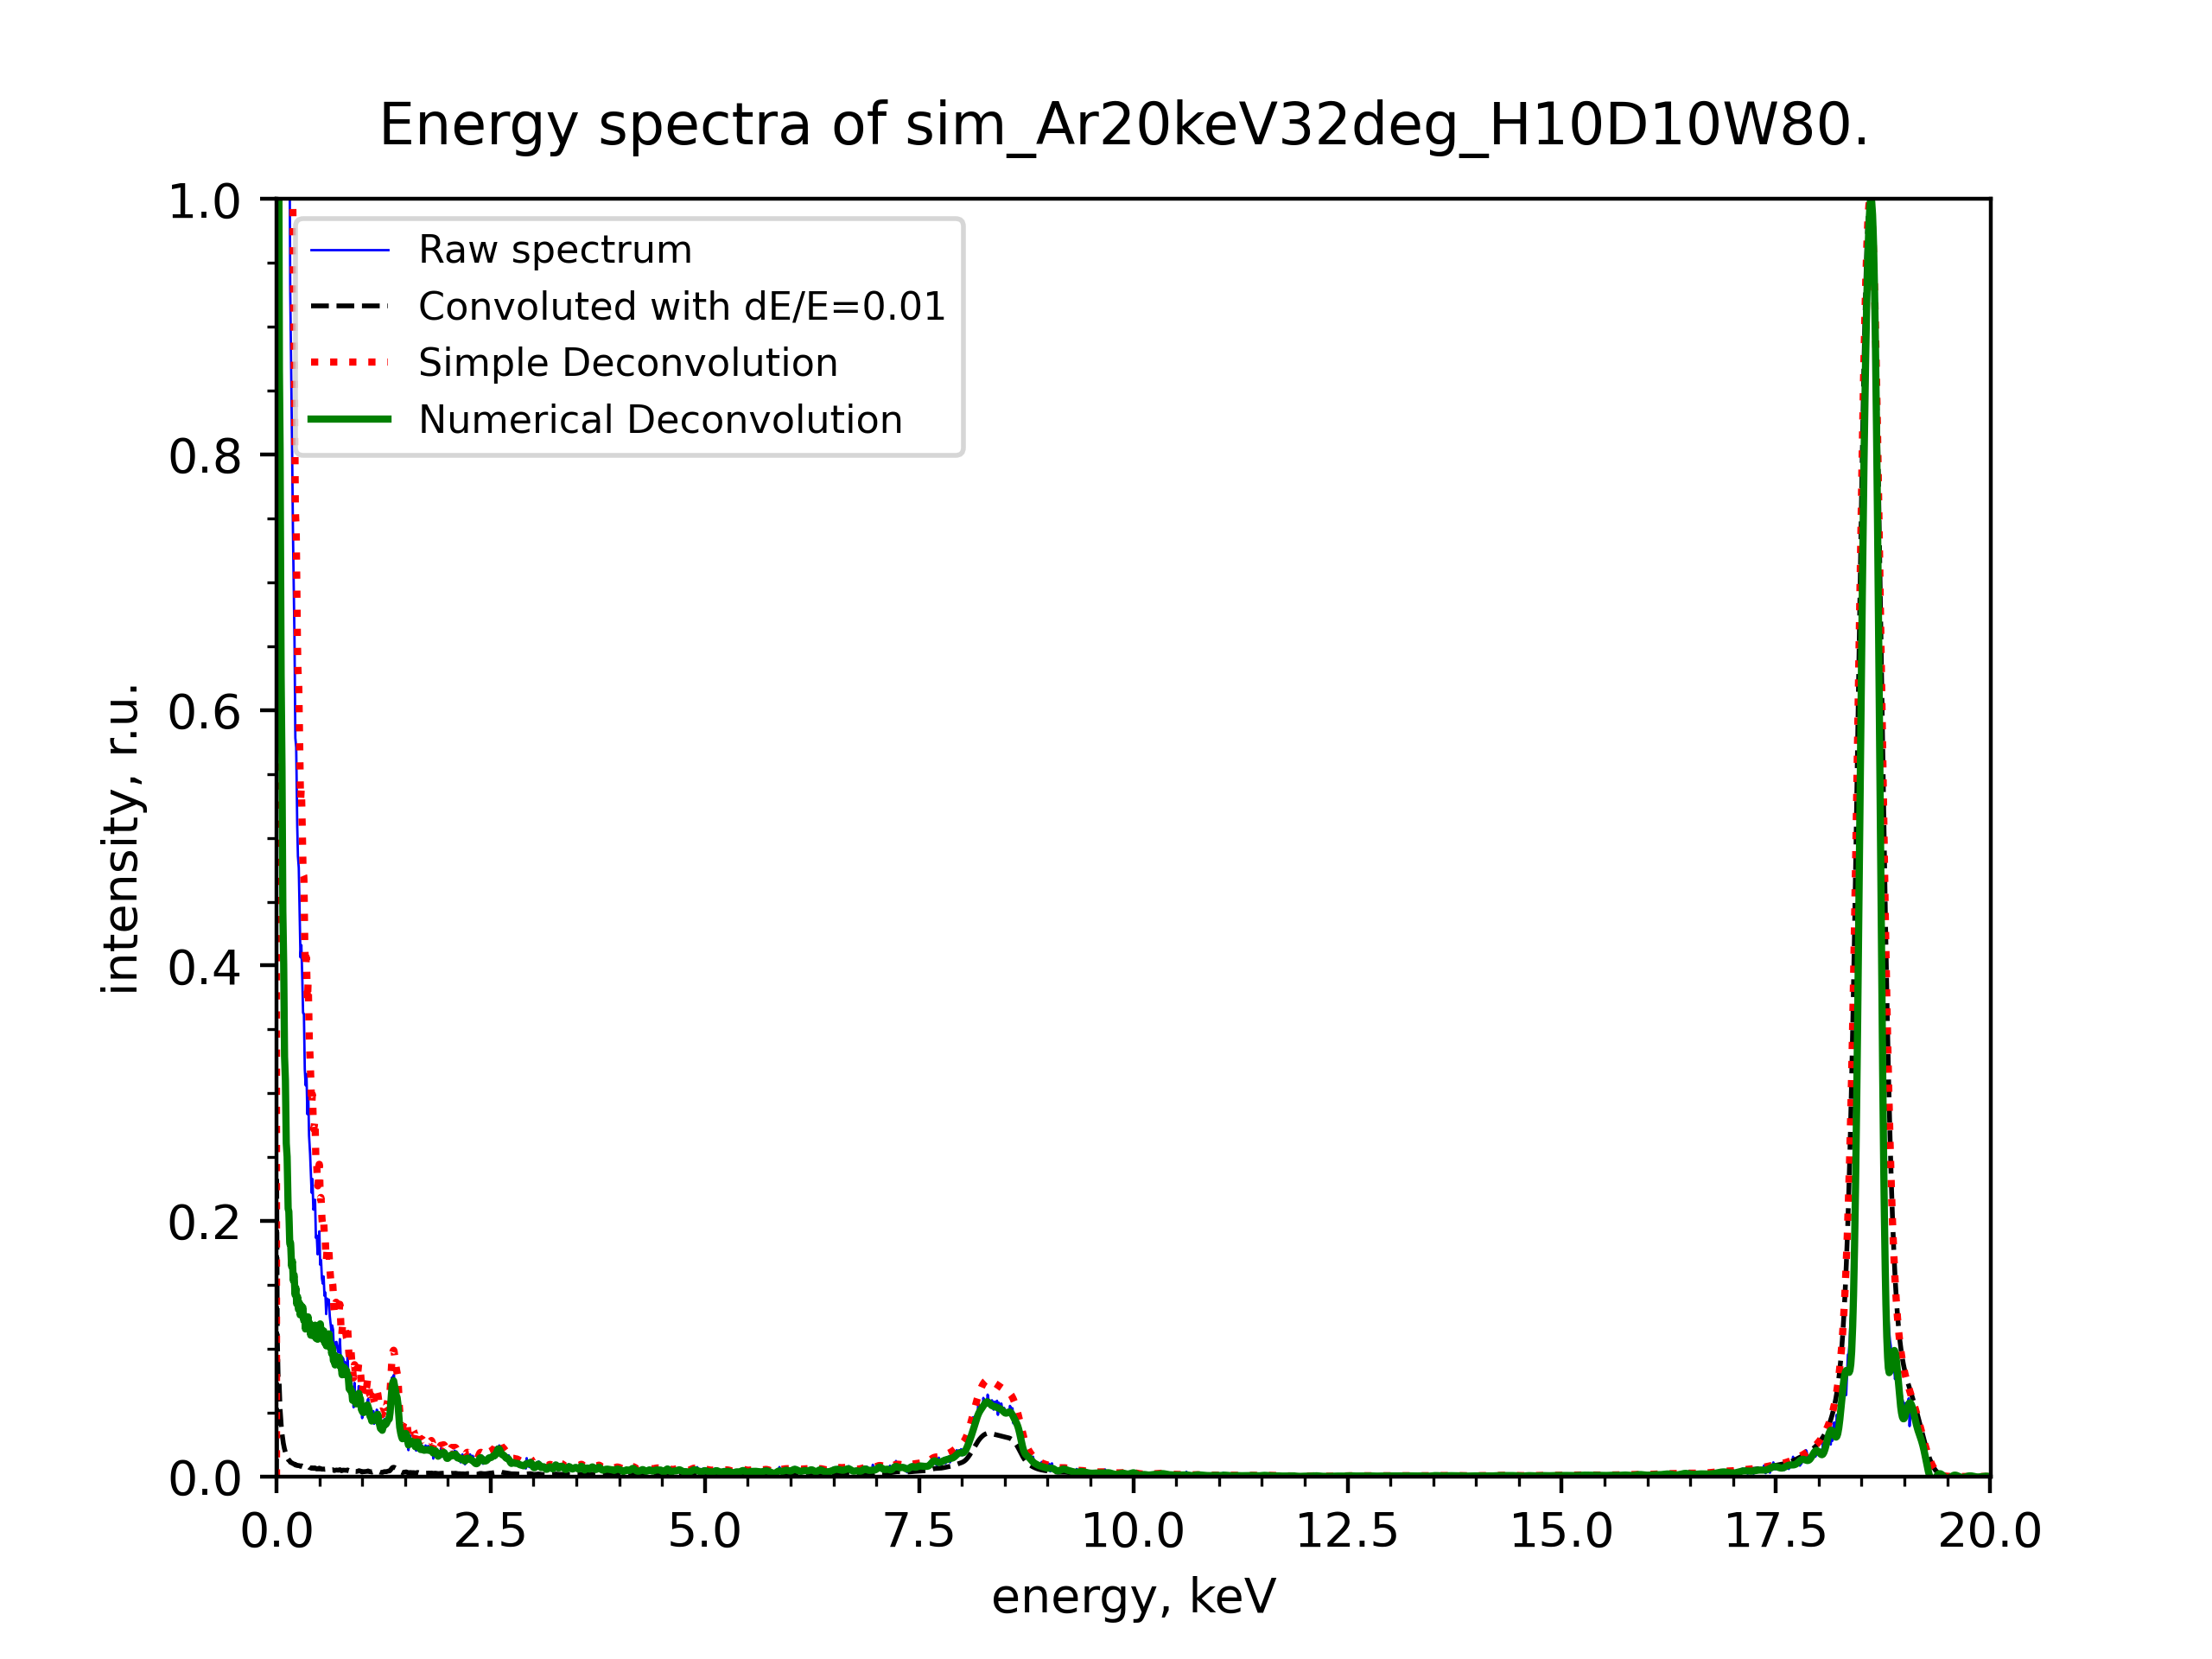 Energy spectra of sim_Ar20keV32deg_H10D10W80.
1.0
0.8
0.6
0.4
0.2
0.0
intensity, r.u.
Raw spectrum
Convoluted with dE/E=0.01
Simple Deconvolution
Numerical Deconvolution
0.0 2.5 5.0 7.5 10.0 12.5 15.0 17.5 20.0
energy, keV